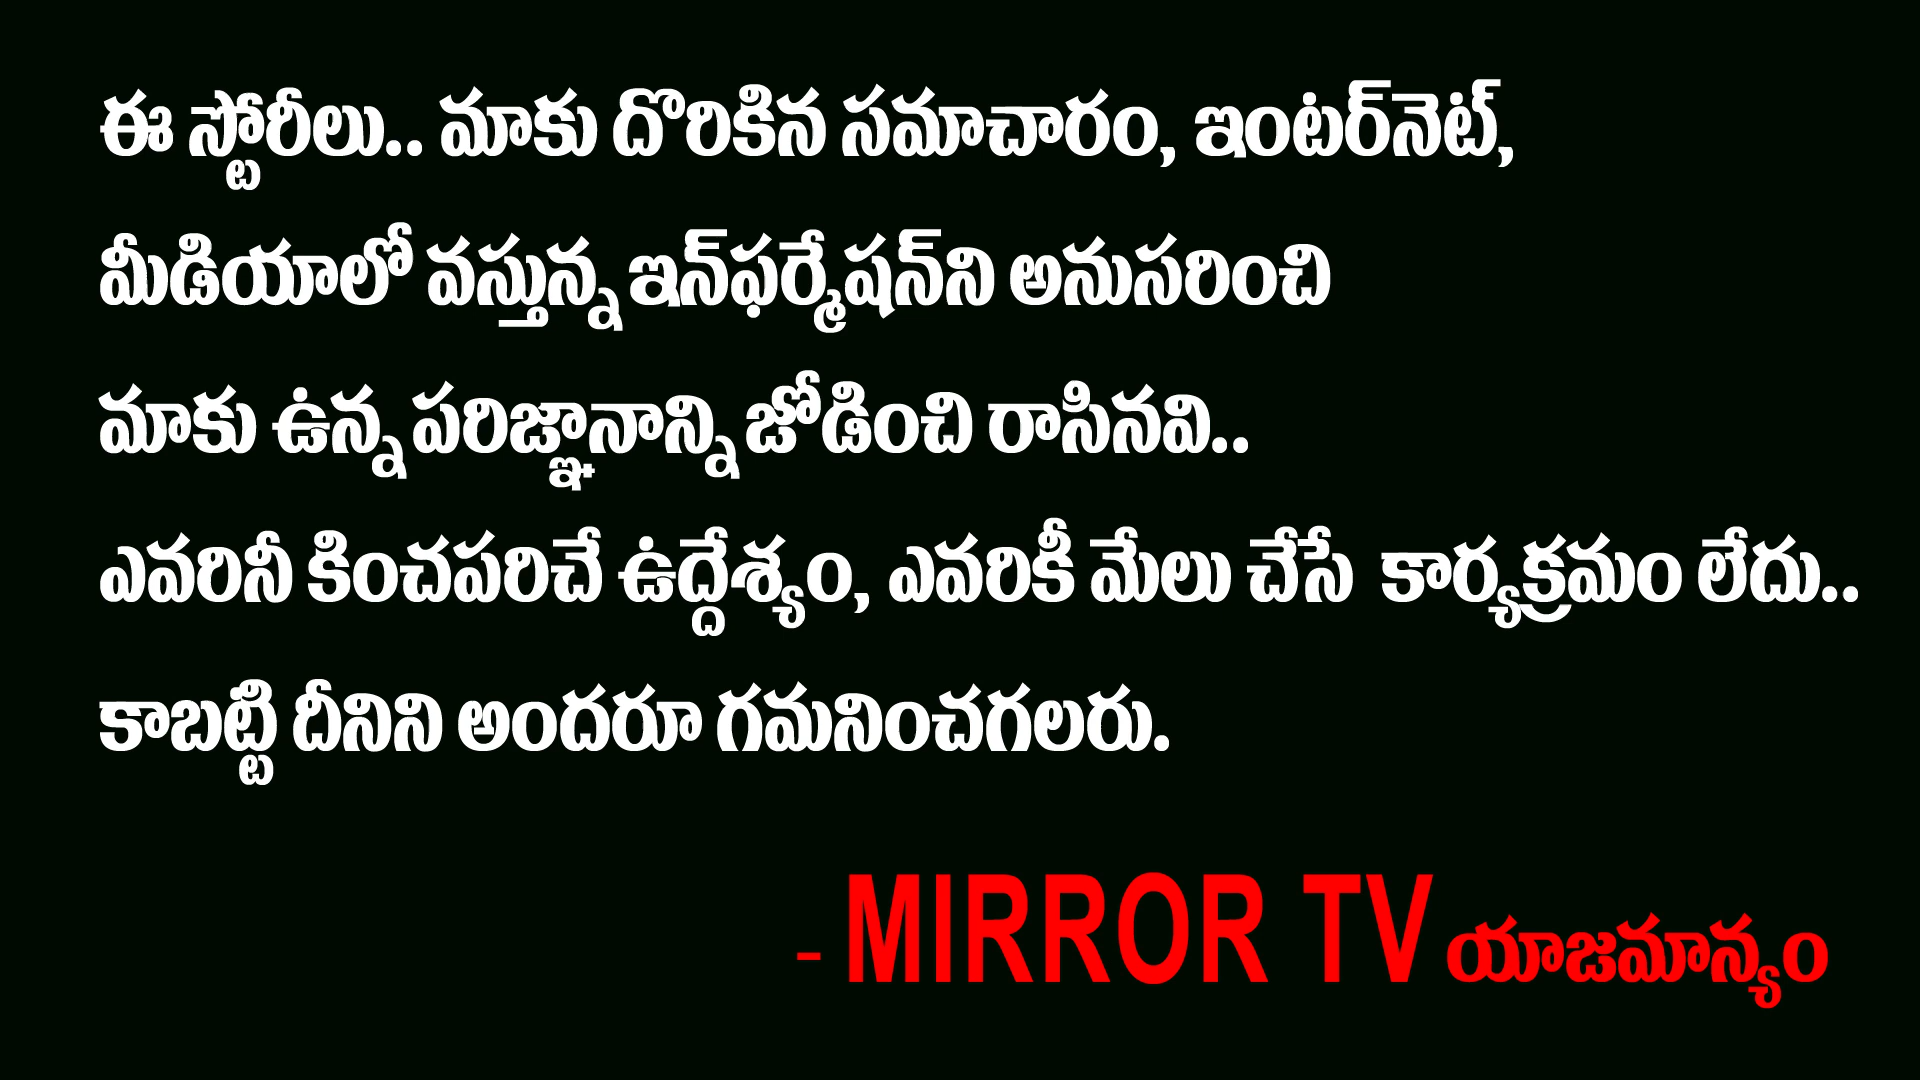 ఈ స్టోరీలు.. మాకు దొరికిన సమాచారం, ఇంటర్‌నెట్,
మీడియాలో వస్తున్న ఇన్‌ఫర్మేషన్‌ని అనుసరించి
మాకు ఉన్న పరిజ్ఞానాన్ని జోడించి రాసినవి..
ఎవరినీ కించపరిచే ఉద్దేశ్యం, ఎవరికీ మేలు చేసే కార్యక్రమం లేదు..
కాబట్టి దీనిని అందరూ గమనించగలరు.
- MIRROR TV యాజమాన్యం